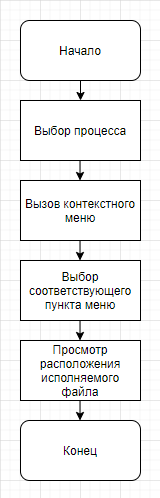 Начало
Выбор процесса
Вызов контекстного
меню
Выбор
соответствующего
пункта меню
Просмотр
расположения
исполняемого
файла
Конец